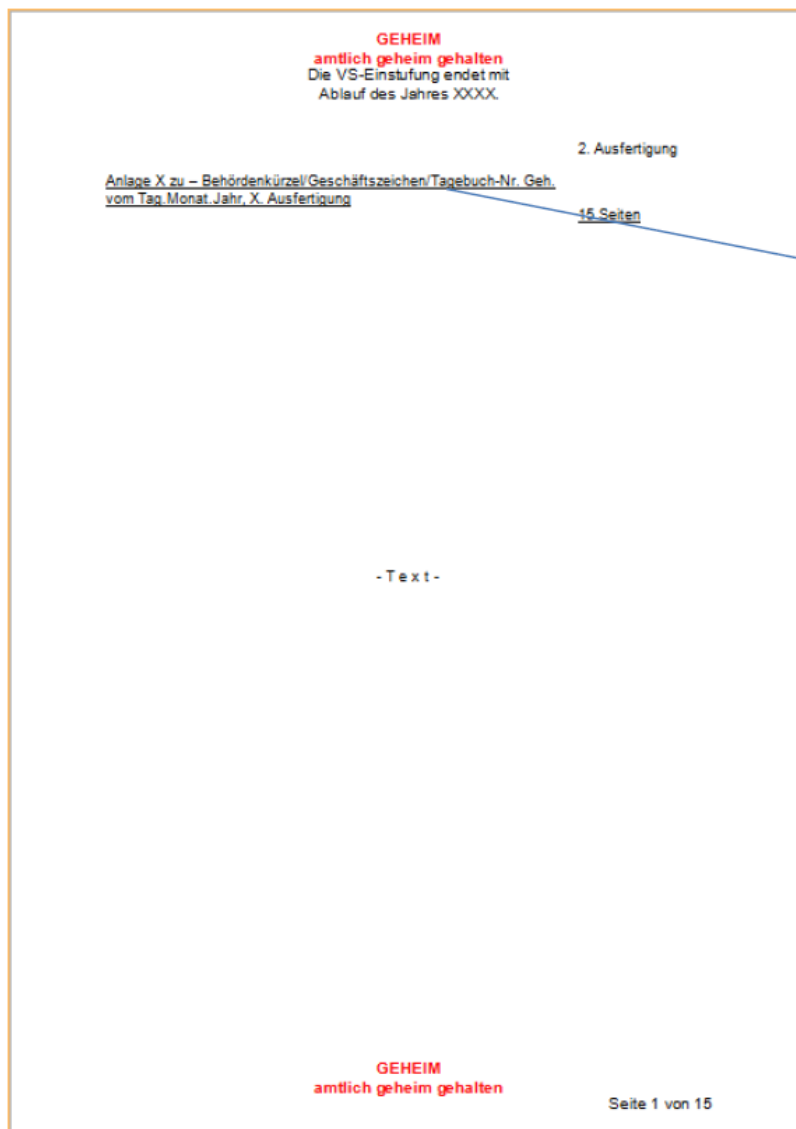 GEHEIM
amtlich geheim gehalten
Die VS-Einstufung endet mit
Ablauf des Jahres XXXX.
2. Ausfertigung
Anlage X zu – Behördenkürzel/Geschäftszeichen/Tagebuch-Nr. Geh.
vom Tag.Monat.Jahr, X. Ausfertigung
15 Seiten
- T e x t -
GEHEIM
amtlich geheim gehalten
Seite 1 von 15